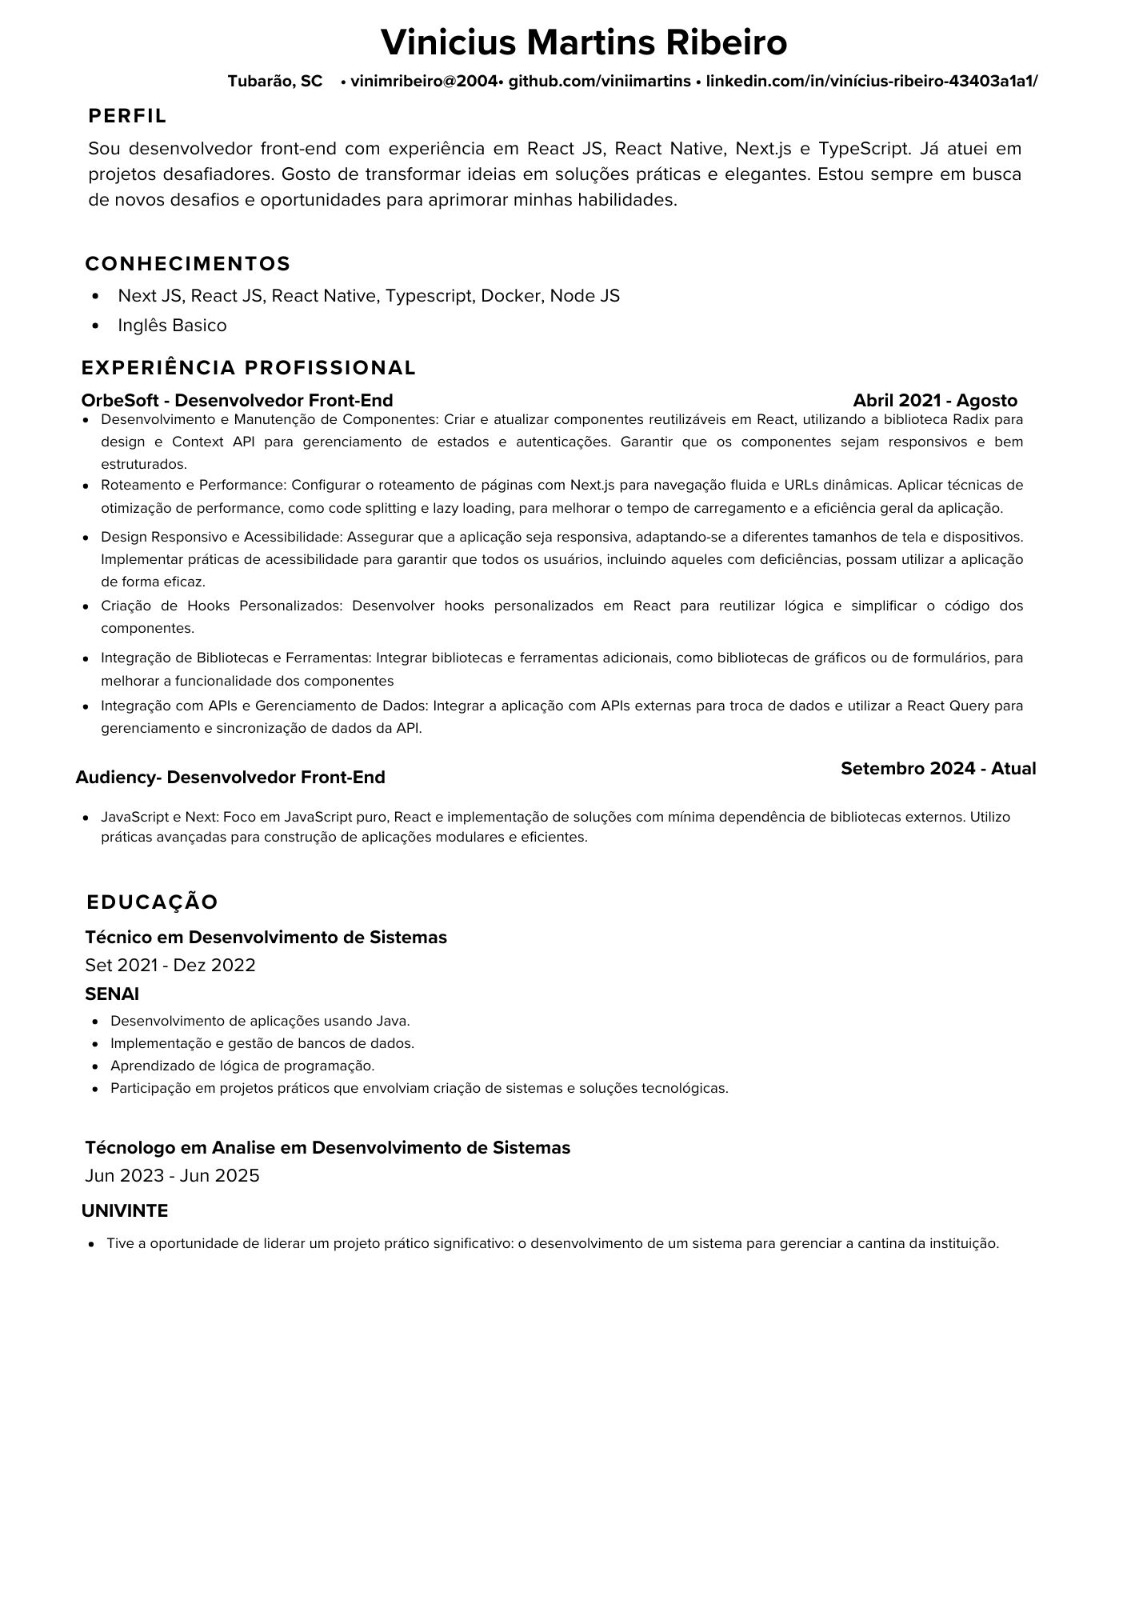 Vinicius Martins Ribeiro
Tubarão, SC • vinimribeiro@2004• github.com/viniimartins • linkedin.com/in/vinícius-ribeiro-43403a1a1/
PERFIL
Sou desenvolvedor front-end com experiência em React JS, React Native, Next.js e TypeScript. Já atuei em
projetos desafiadores. Gosto de transformar ideias em soluções práticas e elegantes. Estou sempre em busca
de novos desafios e oportunidades para aprimorar minhas habilidades.
CONHECIMENTOS
• Next JS, React JS, React Native, Typescript, Docker, Node JS
• Inglês Basico
EXPERIÊNCIA PROFISSIONAL
OrbeSoft - Desenvolvedor Front-End Abril 2021 - Agosto
• Desenvolvimento e Manutenção de Componentes: Criar e atualizar componentes reutilizáveis em React, utilizando a biblioteca Radix para
design e Context API para gerenciamento de estados e autenticações. Garantir que os componentes sejam responsivos e bem
estruturados.
• Roteamento e Performance: Configurar o roteamento de páginas com Next.js para navegação fluida e URLs dinâmicas. Aplicar técnicas de
otimização de performance, como code splitting e lazy loading, para melhorar o tempo de carregamento e a eficiência geral da aplicação.
• Design Responsivo e Acessibilidade: Assegurar que a aplicação seja responsiva, adaptando-se a diferentes tamanhos de tela e dispositivos.
Implementar práticas de acessibilidade para garantir que todos os usuários, incluindo aqueles com deficiências, possam utilizar a aplicação
de forma eficaz.
• Criação de Hooks Personalizados: Desenvolver hooks personalizados em React para reutilizar lógica e simplificar o código dos
componentes.
• Integração de Bibliotecas e Ferramentas: Integrar bibliotecas e ferramentas adicionais, como bibliotecas de gráficos ou de formulários, para
melhorar a funcionalidade dos componentes
• Integração com APIs e Gerenciamento de Dados: Integrar a aplicação com APIs externas para troca de dados e utilizar a React Query para
gerenciamento e sincronização de dados da API.
Audiency- Desenvolvedor Front-End Setembro 2024 - Atual
• JavaScript e Next: Foco em JavaScript puro, React e implementação de soluções com mínima dependência de bibliotecas externos. Utilizo
práticas avançadas para construção de aplicações modulares e eficientes.
EDUCAÇÃO
Técnico em Desenvolvimento de Sistemas
Set 2021 - Dez 2022
SENAI
• Desenvolvimento de aplicações usando Java.
• Implementação e gestão de bancos de dados.
• Aprendizado de lógica de programação.
• Participação em projetos práticos que envolviam criação de sistemas e soluções tecnológicas.
Técnologo em Analise em Desenvolvimento de Sistemas
Jun 2023 - Jun 2025
UNIVINTE
• Tive a oportunidade de liderar um projeto prático significativo: o desenvolvimento de um sistema para gerenciar a cantina da instituição.